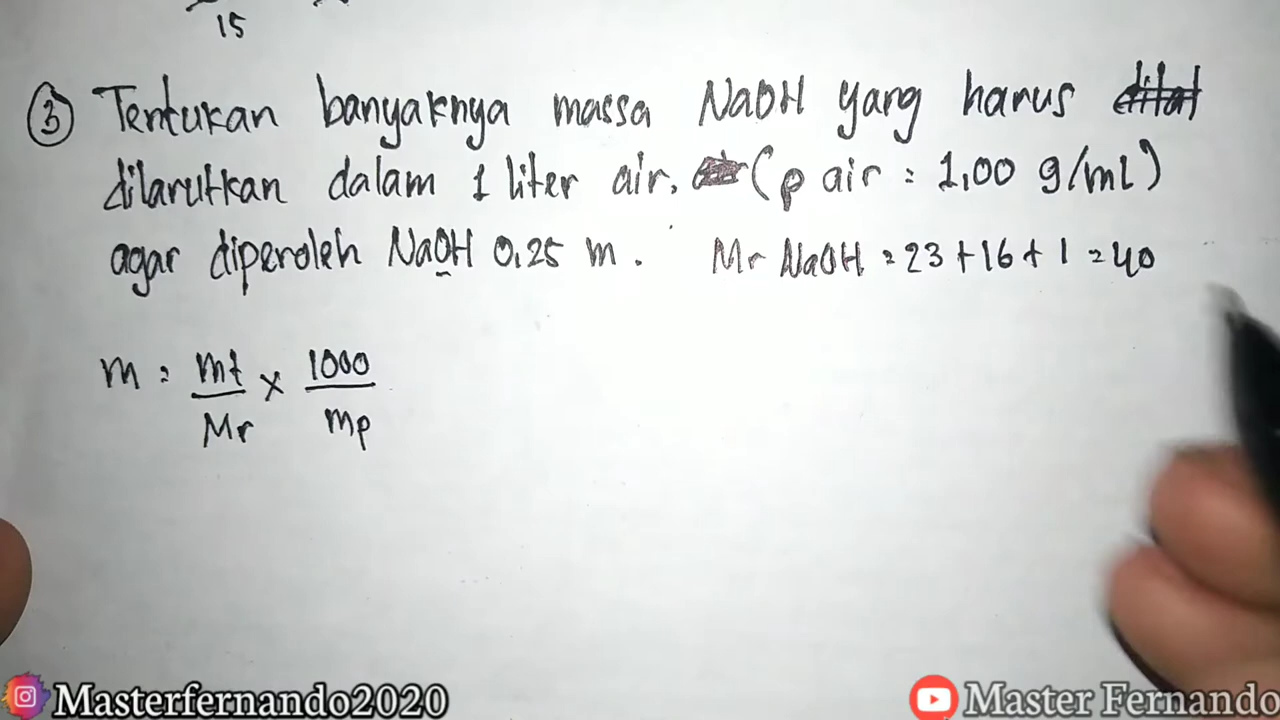 15
③ Tentukan banyaknya massa NaOH yang harus
dilarutkan dalam 1 liter air. (ρ air = 1,00 g/ml)
agar diperoleh NaOH 0.25 m. Mr NaOH = 23 + 16 + 1 = 40
m = mt/Mr × 1000/mp
Masterfernando2020
Master Fernando